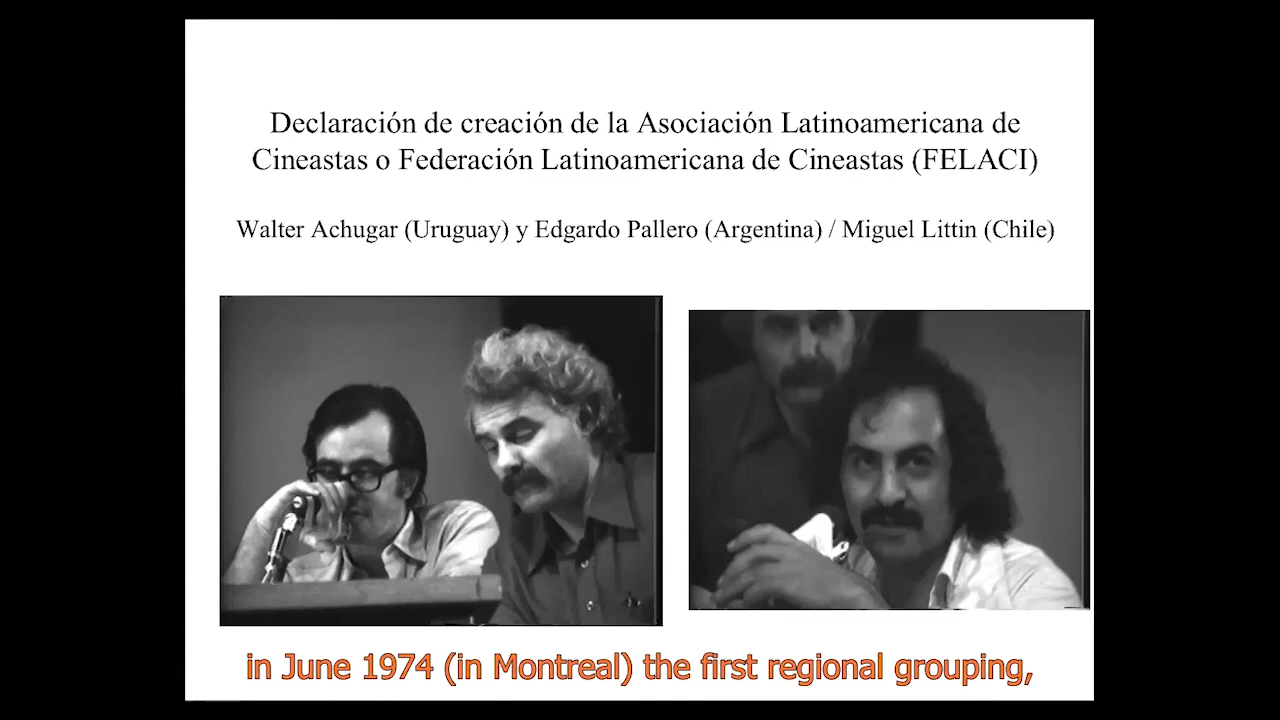 Declaración de creación de la Asociación Latinoamericana de
Cineastas o Federación Latinoamericana de Cineastas (FELACI)
Walter Achugar (Uruguay) y Edgardo Pallero (Argentina) / Miguel Littin (Chile)
in June 1974 (in Montreal) the first regional grouping,